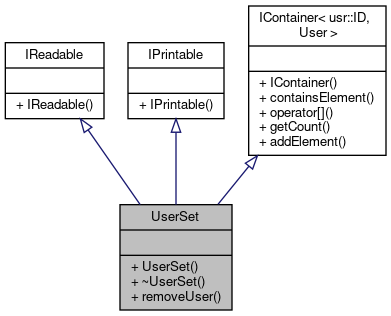 IReadable
+ IReadable()
IPrintable
+ IPrintable()
IContainer< usr::ID,
User >
+ IContainer()
+ containsElement()
+ operator[]()
+ getCount()
+ addElement()
UserSet
+ UserSet()
+ ~UserSet()
+ removeUser()